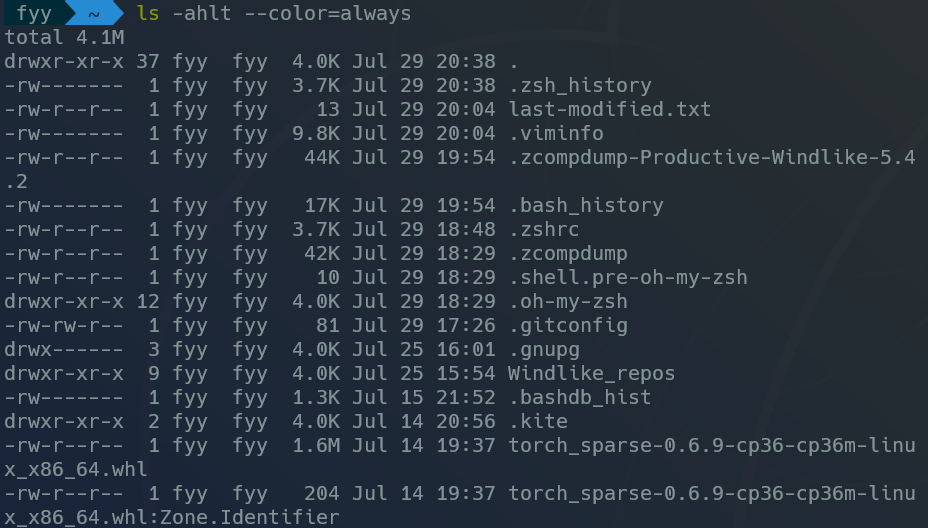 fyy ~ ls -ahlt --color=always
total 4.1M
drwxr-xr-x 37 fyy  fyy  4.0K Jul 29 20:38 .
-rw-------  1 fyy  fyy  3.7K Jul 29 20:38 .zsh_history
-rw-r--r--  1 fyy  fyy    13 Jul 29 20:04 last-modified.txt
-rw-------  1 fyy  fyy  9.8K Jul 29 20:04 .viminfo
-rw-r--r--  1 fyy  fyy   44K Jul 29 19:54 .zcompdump-Productive-Windlike-5.4
.2
-rw-------  1 fyy  fyy   17K Jul 29 19:54 .bash_history
-rw-r--r--  1 fyy  fyy  3.7K Jul 29 18:48 .zshrc
-rw-r--r--  1 fyy  fyy   42K Jul 29 18:29 .zcompdump
-rw-r--r--  1 fyy  fyy    10 Jul 29 18:29 .shell.pre-oh-my-zsh
drwxr-xr-x 12 fyy  fyy  4.0K Jul 29 18:29 .oh-my-zsh
-rw-rw-r--  1 fyy  fyy    81 Jul 29 17:26 .gitconfig
drwx------  3 fyy  fyy  4.0K Jul 25 16:01 .gnupg
drwxr-xr-x  9 fyy  fyy  4.0K Jul 25 15:54 Windlike_repos
-rw-------  1 fyy  fyy  1.3K Jul 15 21:52 .bashdb_hist
drwxr-xr-x  2 fyy  fyy  4.0K Jul 14 20:56 .kite
-rw-r--r--  1 fyy  fyy  1.6M Jul 14 19:37 torch_sparse-0.6.9-cp36-cp36m-linu
x_x86_64.whl
-rw-r--r--  1 fyy  fyy   204 Jul 14 19:37 torch_sparse-0.6.9-cp36-cp36m-linu
x_x86_64.whl:Zone.Identifier